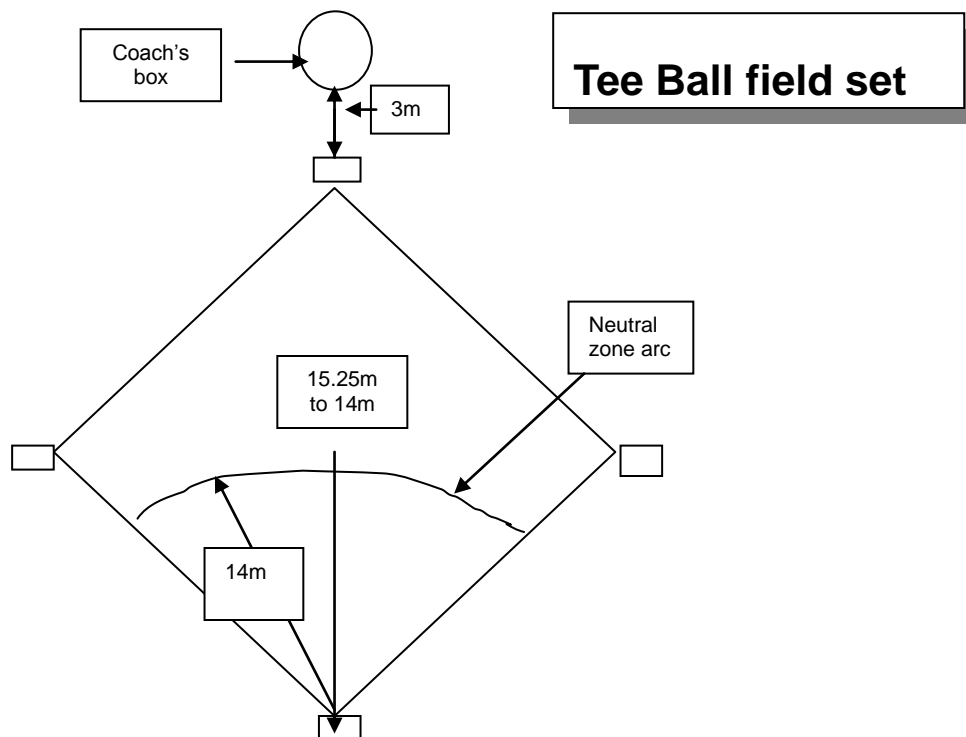 Coach's
box
Tee Ball field set
3m
Neutral
zone arc
15.25m
to 14m
14m